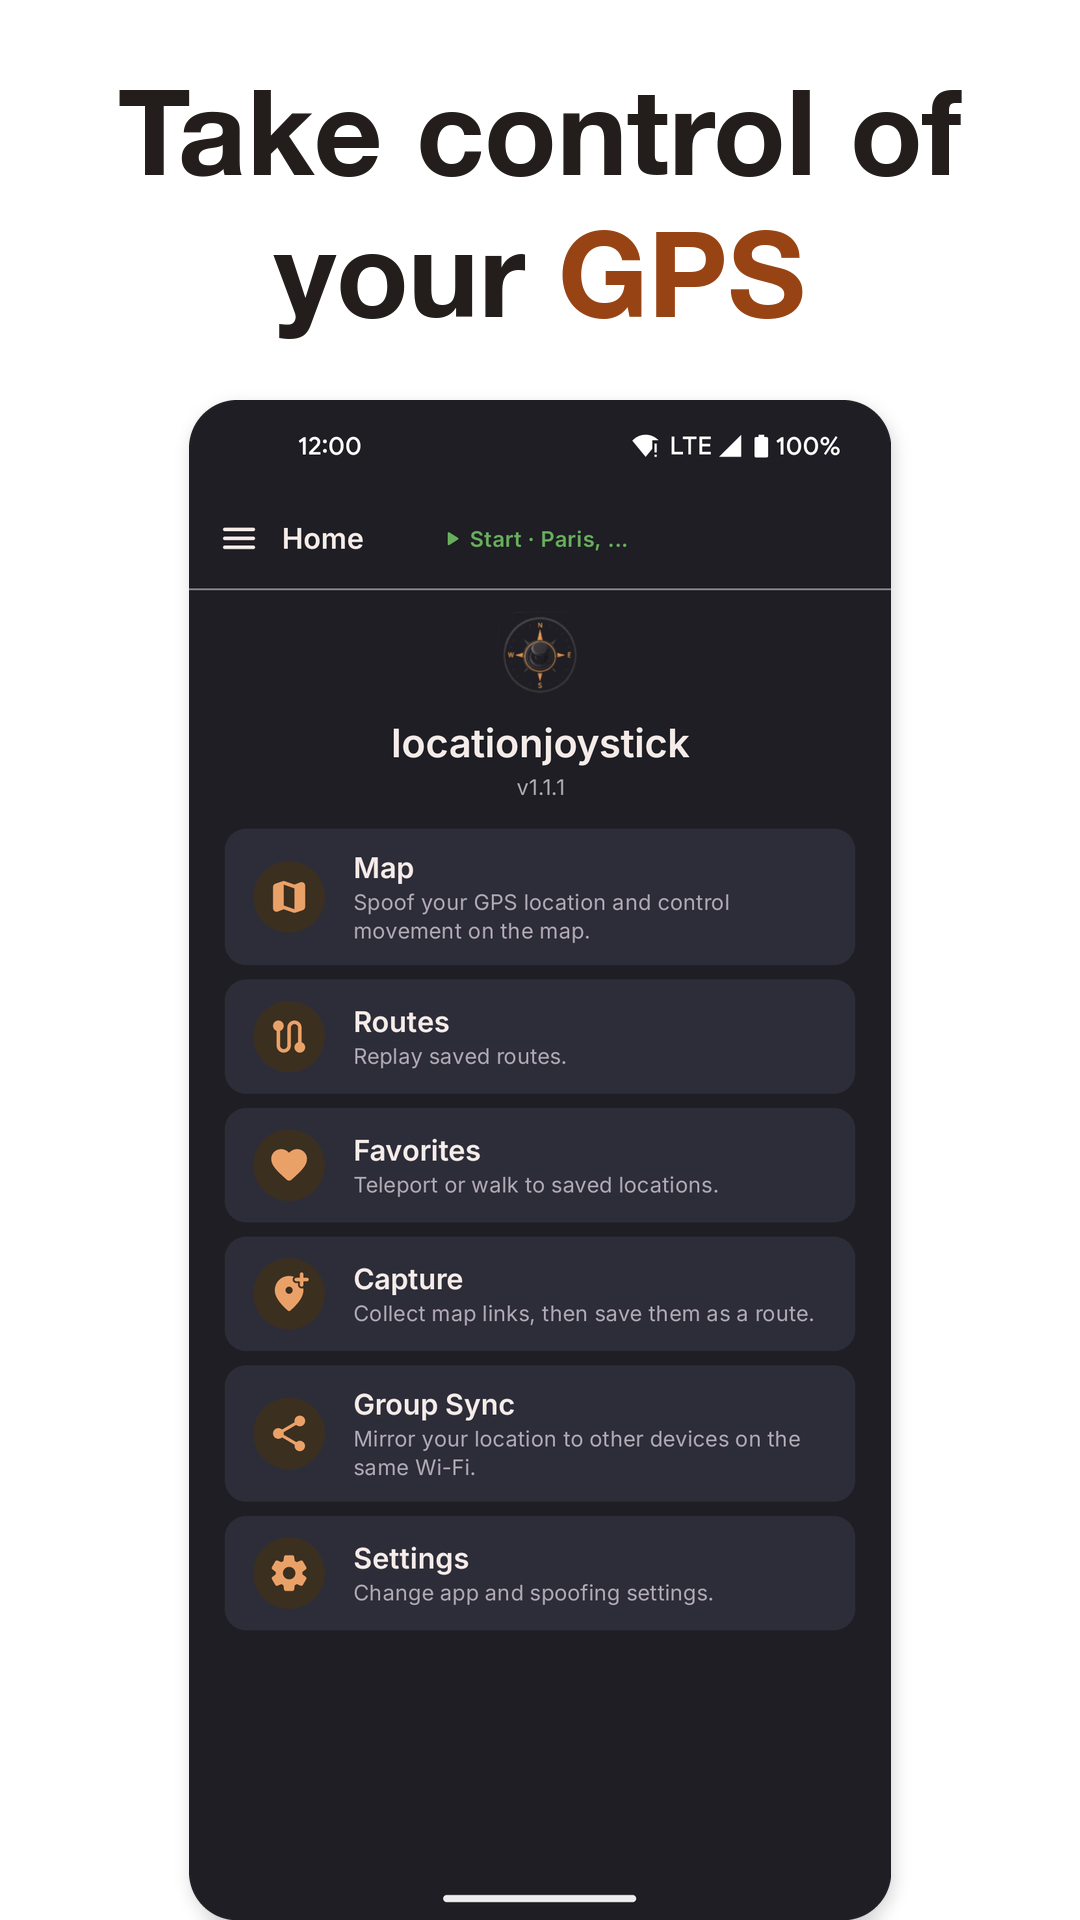 Take control of
your GPS
12:00
LTE
100%
Home
Start · Paris, ...
N
W
E
S
locationjoystick
v1.1.1
Map
Spoof your GPS location and control
movement on the map.
Routes
Replay saved routes.
Favorites
Teleport or walk to saved locations.
Capture
Collect map links, then save them as a route.
Group Sync
Mirror your location to other devices on the
same Wi-Fi.
Settings
Change app and spoofing settings.